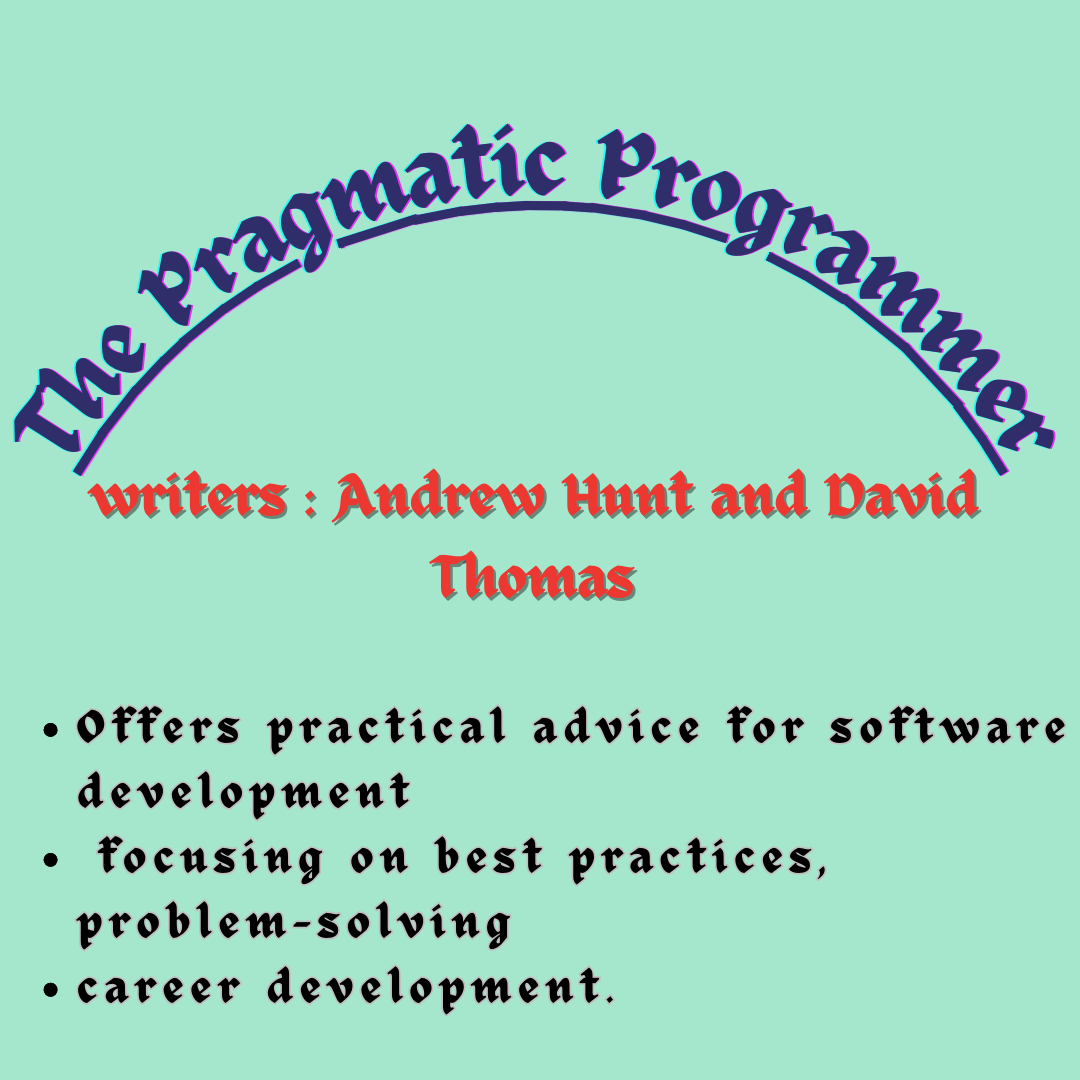 The Pragmatic Programmer
writers : Andrew Hunt and David
Thomas
• Offers practical advice for software
development
• focusing on best practices,
problem-solving
• career development.